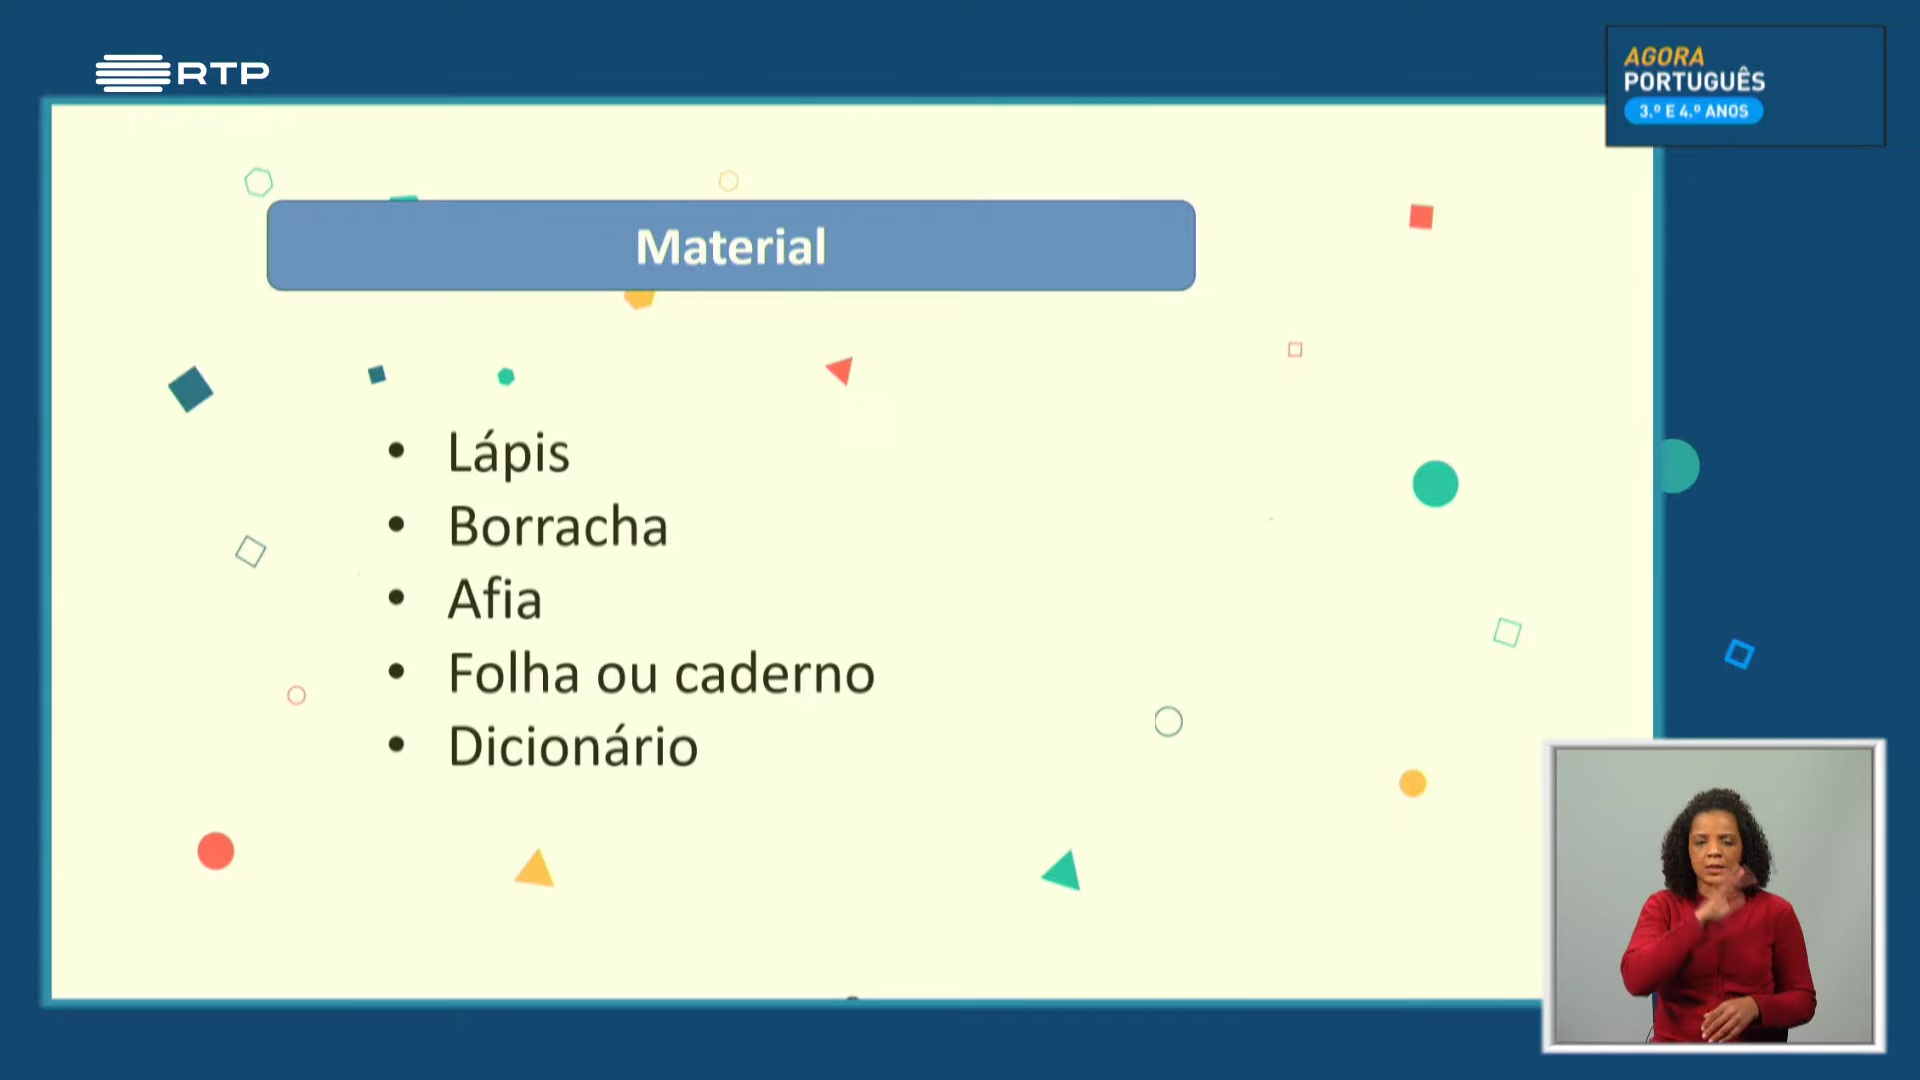 RTP
AGORA
PORTUGUÊS
3.º E 4.º ANOS
Material
• Lápis
• Borracha
• Afia
• Folha ou caderno
• Dicionário